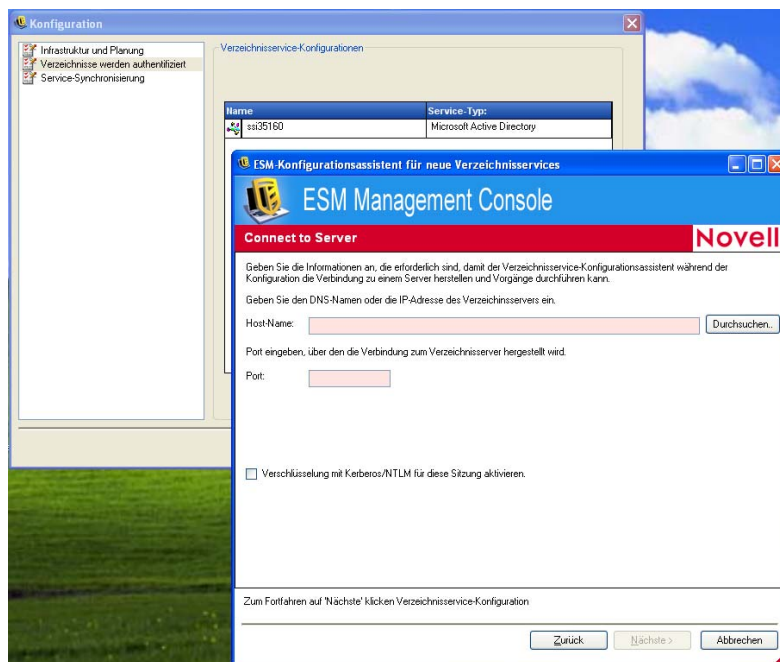 Konfiguration
Infrastruktur und Planung
Verzeichnisse werden authentifiziert
Service-Synchronisierung
Verzeichnisservice-Konfigurationen
Name Service-Typ:
ssi35160 Microsoft Active Directory
ESM-Konfigurationsassistent für neue Verzeichnisservices
ESM Management Console
Connect to Server
Novell
Geben Sie die Informationen an, die erforderlich sind, damit der Verzeichnisservice-Konfigurationsassistent während der
Konfiguration die Verbindung zu einem Server herstellen und Vorgänge durchführen kann.
Geben Sie den DNS-Namen oder die IP-Adresse des Verzeichinsservers ein.
Host-Name:
Durchsuchen..
Port eingeben, über den die Verbindung zum Verzeichnisserver hergestellt wird.
Port:
Verschlüsselung mit Kerberos/NTLM für diese Sitzung aktivieren.
Zum Fortfahren auf 'Nächste' klicken Verzeichnisservice-Konfiguration
Zurück
Nächste >
Abbrechen